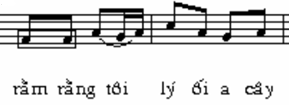 rằm rằng tôi lý ối a cây